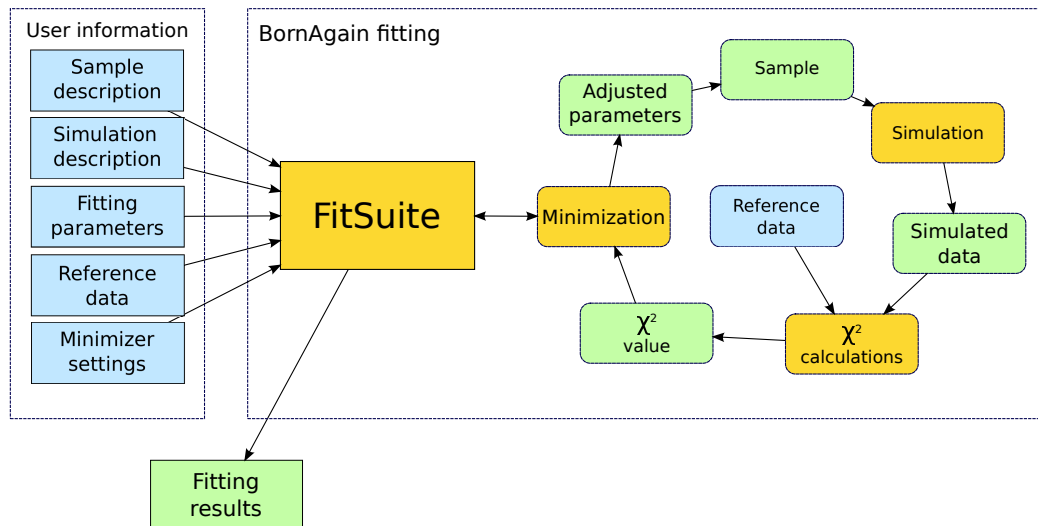 User information
Sample
description
Simulation
description
Fitting
parameters
Reference
data
Minimizer
settings
BornAgain fitting
FitSuite
Minimization
Adjusted
parameters
Sample
Simulation
Reference
data
Simulated
data
χ²
calculations
χ²
value
Fitting
results